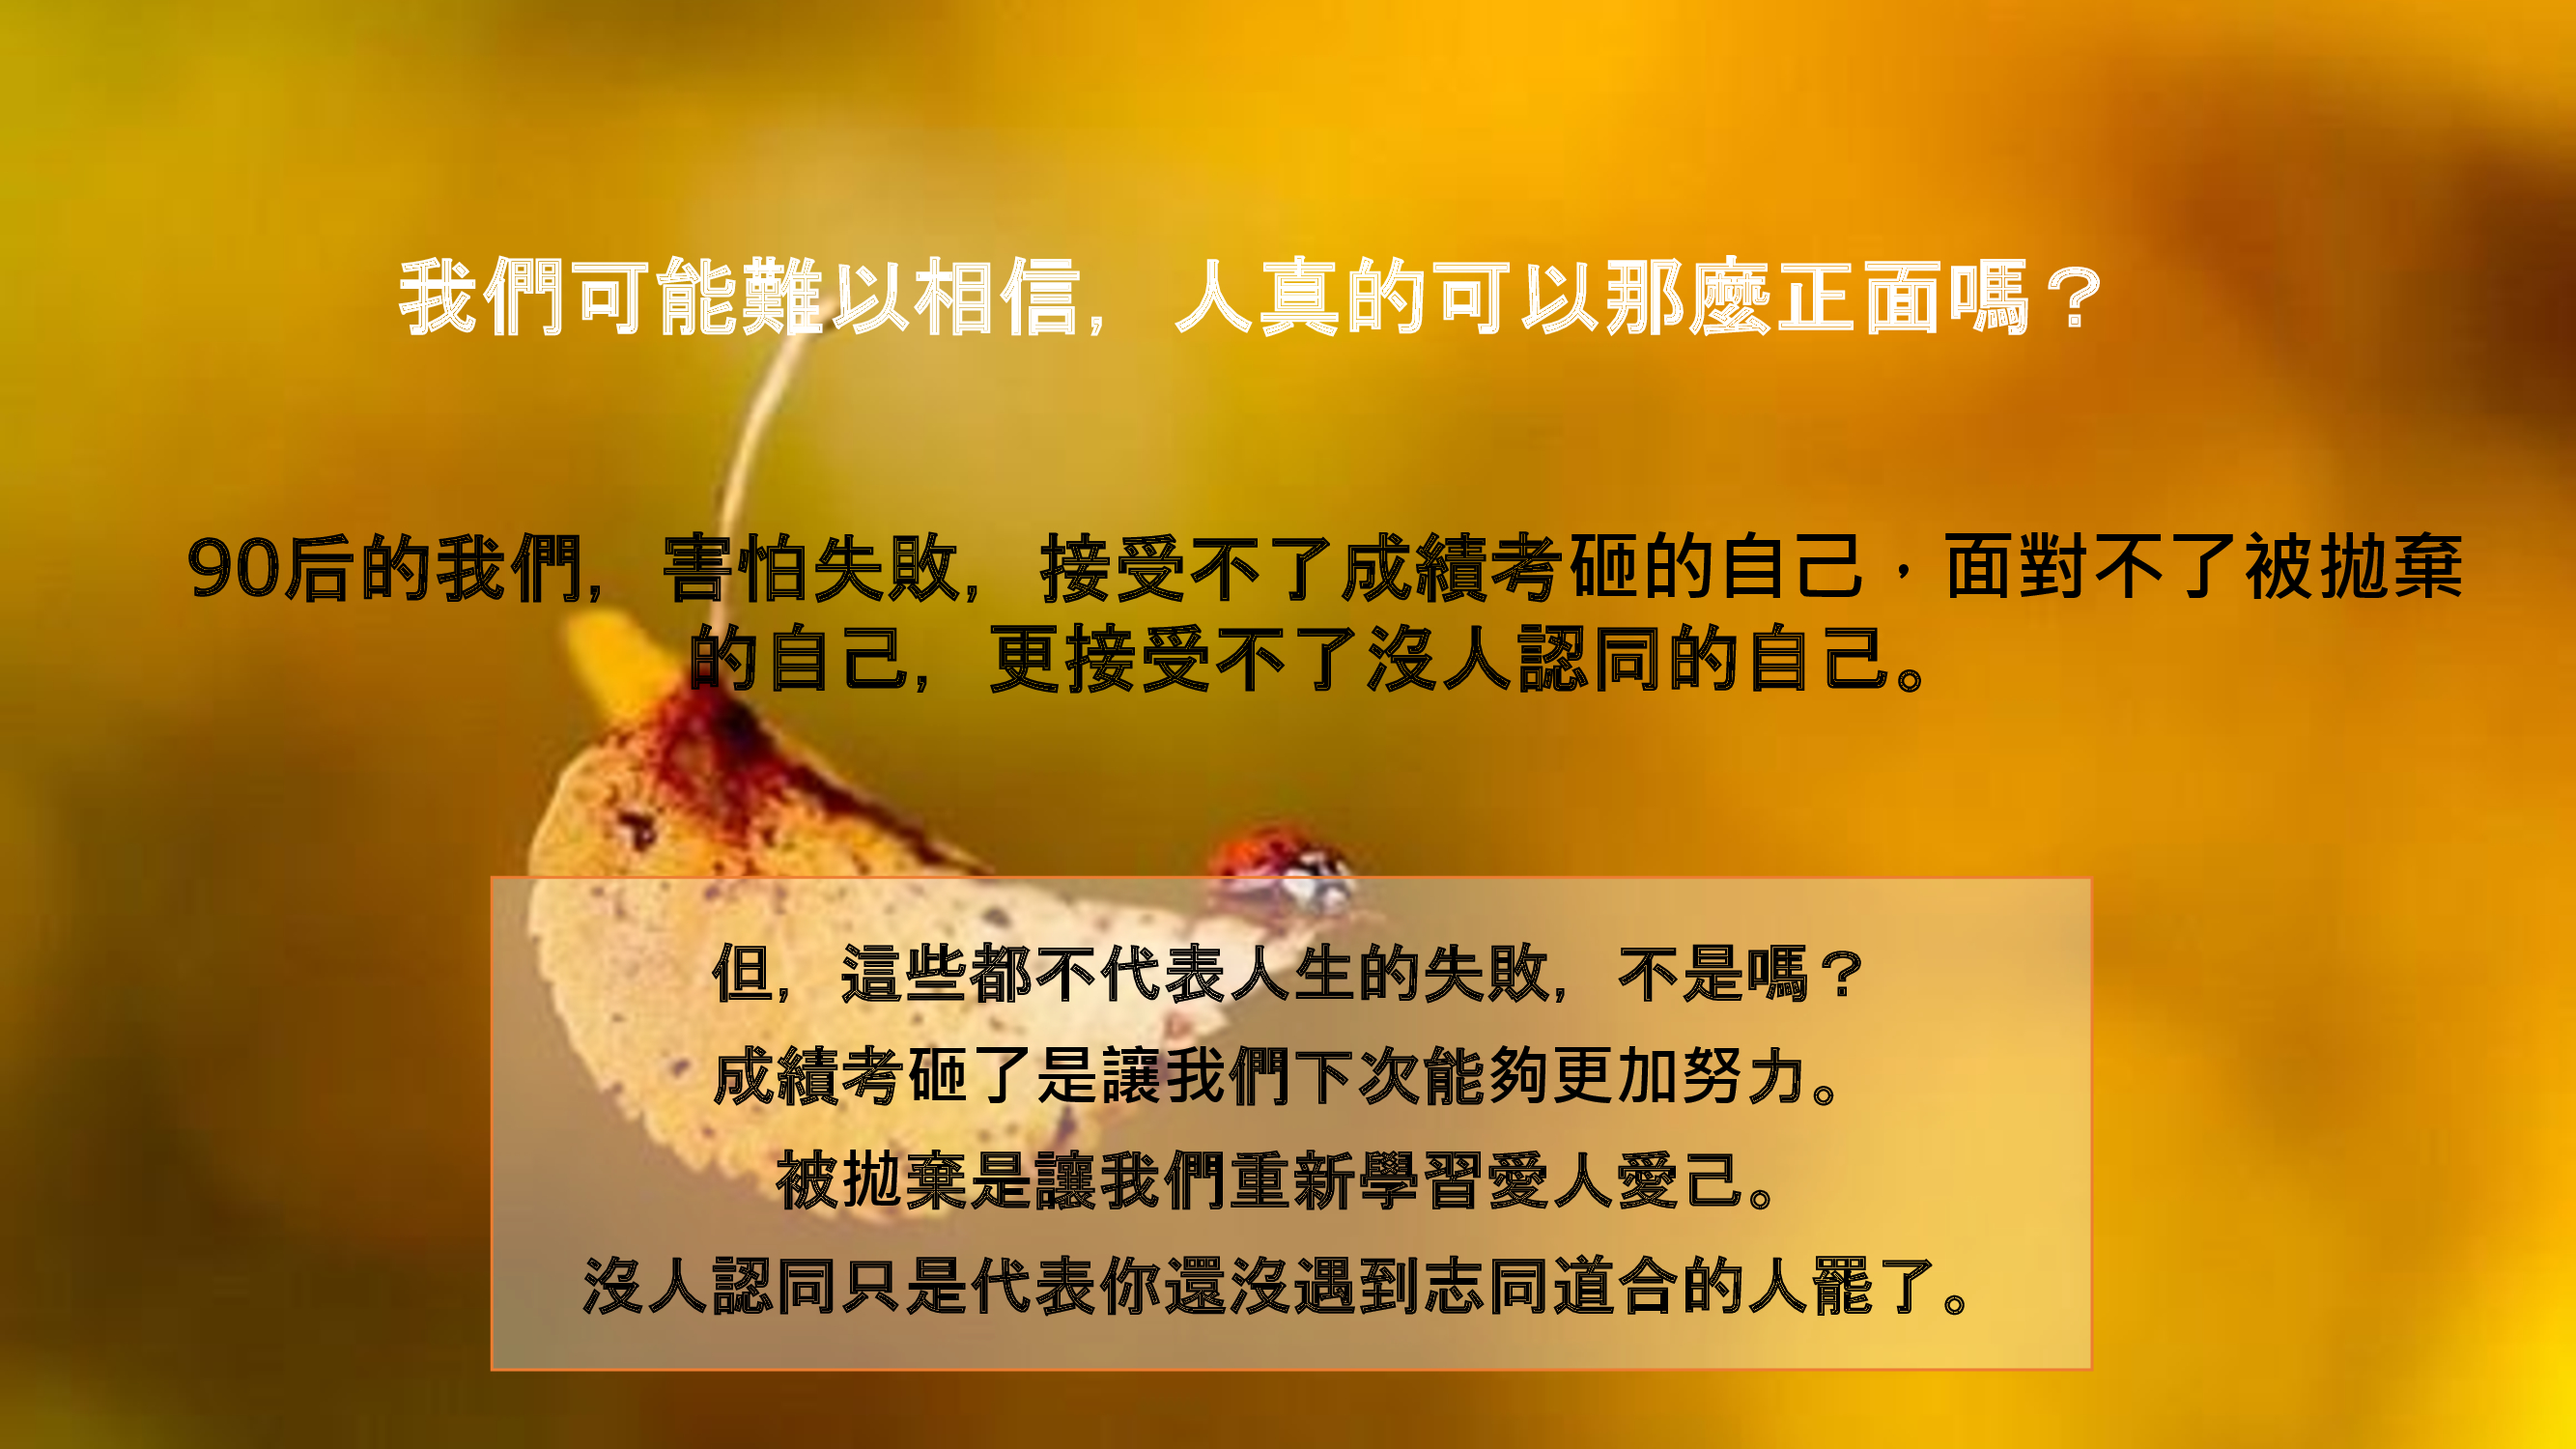 我們可能難以相信，人真的可以那麼正面嗎？
90后的我們，害怕失敗，接受不了成績考砸的自己，面對不了被拋棄
的自己，更接受不了沒人認同的自己。
但，這些都不代表人生的失敗，不是嗎？
成績考砸了是讓我們下次能夠更加努力。
被拋棄是讓我們重新學習愛人愛己。
沒人認同只是代表你還沒遇到志同道合的人罷了。